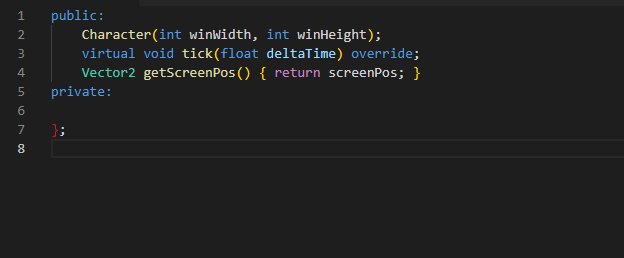 1 public:
2     Character(int winWidth, int winHeight);
3     virtual void tick(float deltaTime) override;
4     Vector2 getScreenPos() { return screenPos; }
5 private:
6
7 };
8